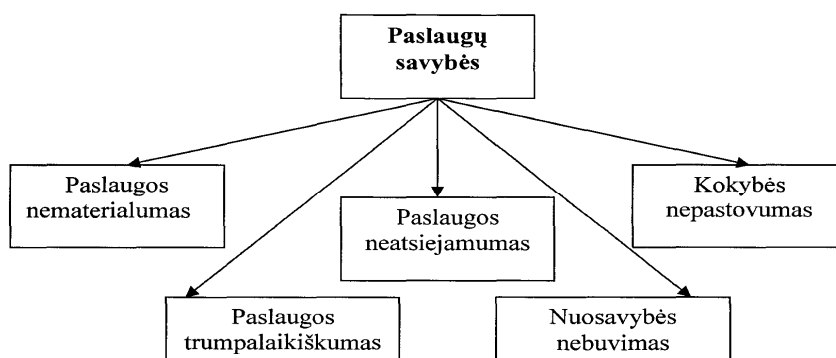 Paslaugų
savybės
Paslaugos
nematerialumas
Paslaugos
neatsiejamumas
Kokybės
nepastovumas
Paslaugos
trumpalaikiškumas
Nuosavybės
nebuvimas